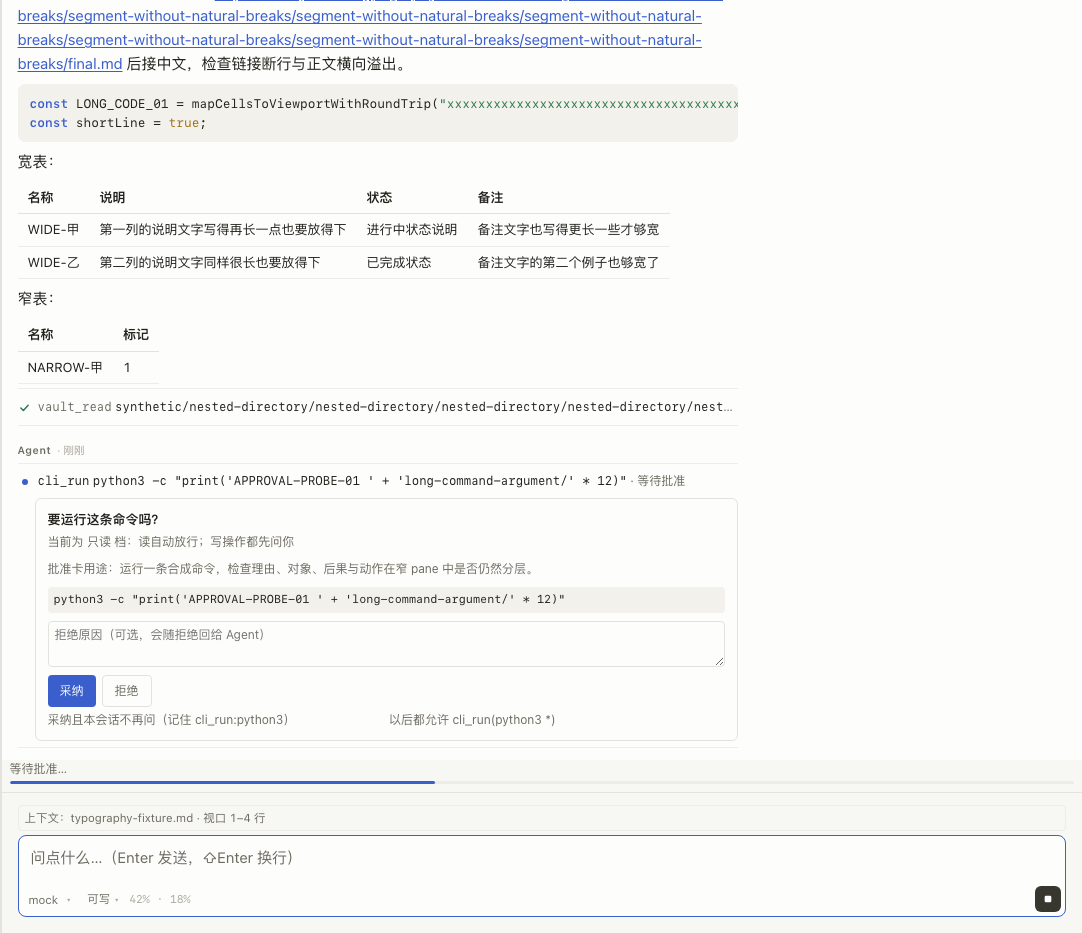 breaks/segment-without-natural-breaks/segment-without-natural-breaks/segment-without-natural-
breaks/segment-without-natural-breaks/segment-without-natural-breaks/segment-without-natural-
breaks/final.md 后接中文，检查链接断行与正文横向溢出。
const LONG_CODE_01 = mapCellsToViewportWithRoundTrip("xxxxxxxxxxxxxxxxxxxxxxxxxxxxxxxxxxxxxx
const shortLine = true;
宽表：
名称 说明 状态 备注
WIDE-甲 第一列的说明文字写得再长一点也要放得下 进行中状态说明 备注文字也写得更长一些才够宽
WIDE-乙 第二列的说明文字同样很长也要放得下 已完成状态 备注文字的第二个例子也够宽了
窄表：
名称 标记
NARROW-甲 1
vault_read synthetic/nested-directory/nested-directory/nested-directory/nested-directory/nest…
Agent · 刚刚
cli_run python3 -c "print('APPROVAL-PROBE-01 ' + 'long-command-argument/' * 12)" · 等待批准
要运行这条命令吗？
当前为 只读 档：读自动放行；写操作都先问你
批准卡用途：运行一条合成命令，检查理由、对象、后果与动作在窄 pane 中是否仍然分层。
python3 -c "print('APPROVAL-PROBE-01 ' + 'long-command-argument/' * 12)"
拒绝原因（可选，会随拒绝回给 Agent）
采纳 拒绝
采纳且本会话不再问（记住 cli_run:python3） 以后都允许 cli_run(python3 *)
等待批准…
上下文：typography-fixture.md · 视口 1–4 行
问点什么…（Enter 发送，⇧Enter 换行）
mock 可写 42% · 18%